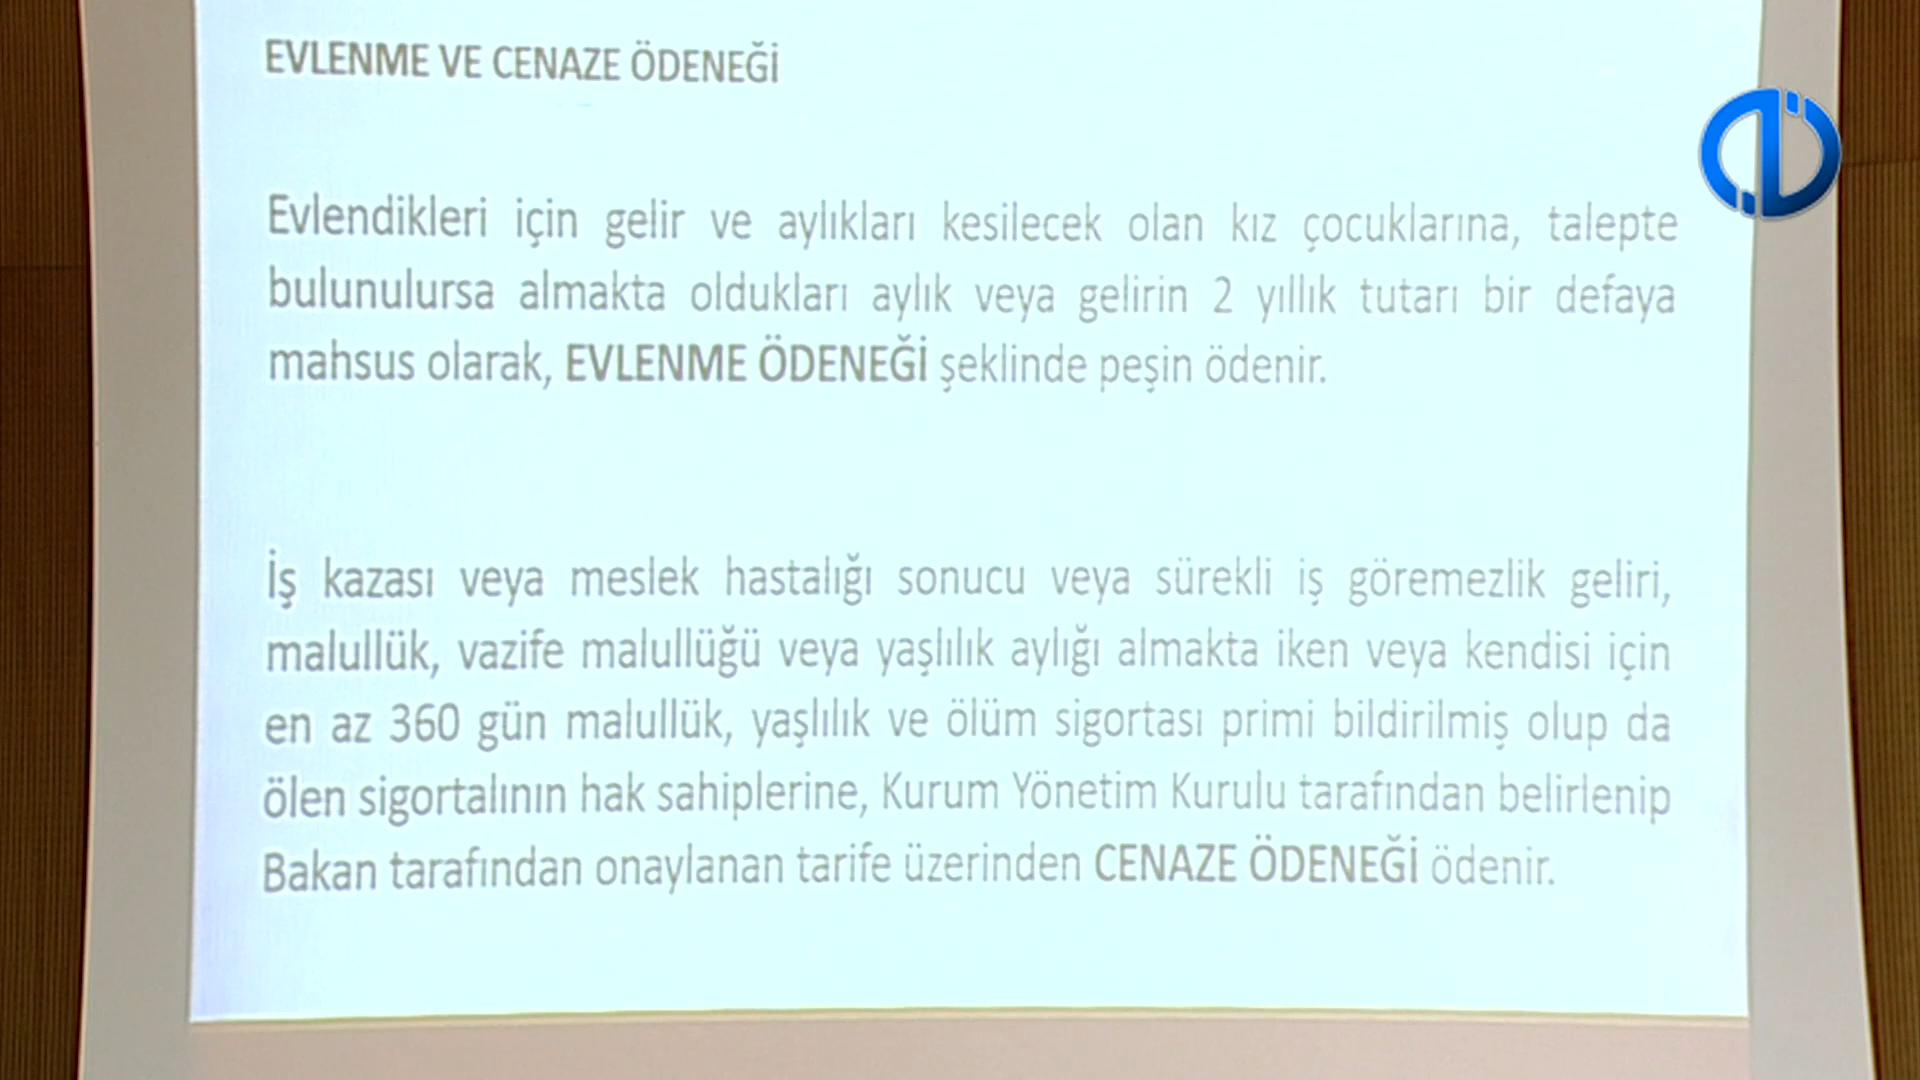 EVLENME VE CENAZE ÖDENEĞİ
Evlendikleri için gelir ve aylıkları kesilecek olan kız çocuklarına, talepte
bulunulursa almakta oldukları aylık veya gelirin 2 yıllık tutarı bir defaya
mahsus olarak, EVLENME ÖDENEĞİ şeklinde peşin ödenir.
İş kazası veya meslek hastalığı sonucu veya sürekli iş göremezlik geliri,
malullük, vazife malullüğü veya yaşlılık aylığı almakta iken veya kendisi için
en az 360 gün malullük, yaşlılık ve ölüm sigortası primi bildirilmiş olup da
ölen sigortalının hak sahiplerine, Kurum Yönetim Kurulu tarafından belirlenip
Bakan tarafından onaylanan tarife üzerinden CENAZE ÖDENEĞİ ödenir.